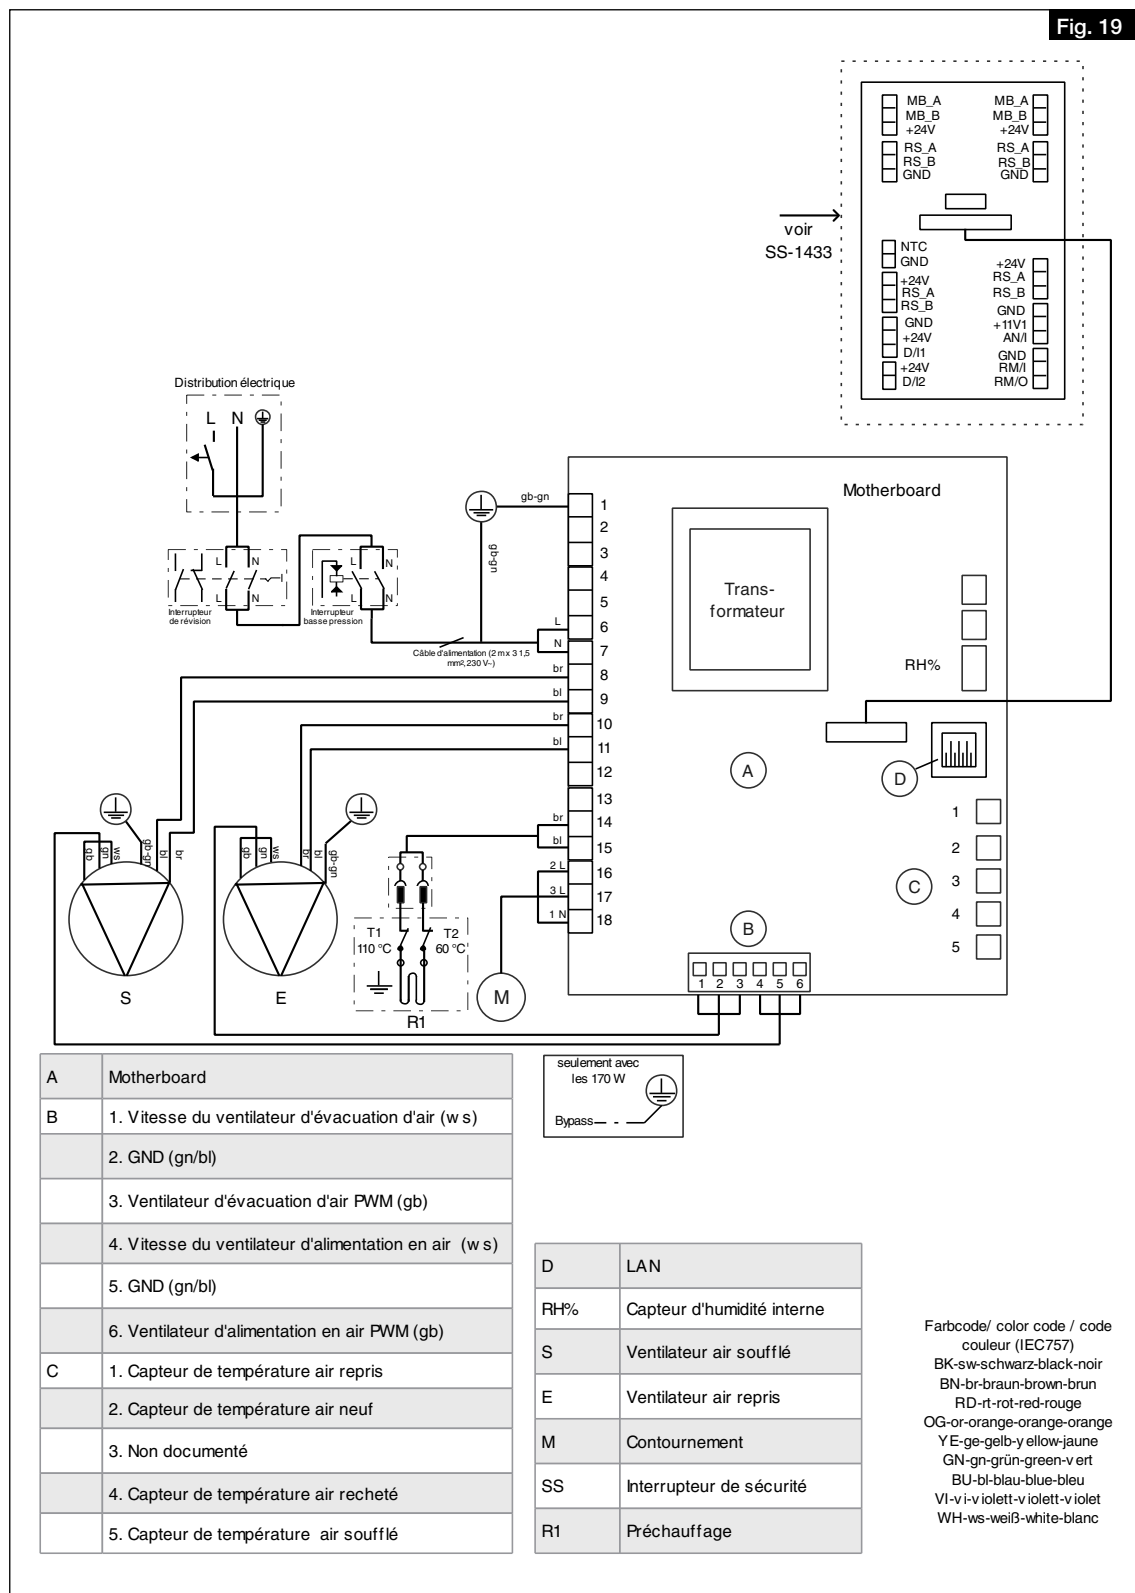 Fig. 19
MB_A MB_A
MB_B MB_B
+24V +24V
RS_A RS_A
RS_B RS_B
GND GND
voir
SS-1433
NTC
GND
+24V
RS_A
RS_B
GND
+24V
D/I1
+24V
D/I2
+24V
RS_A
RS_B
GND
+11V1
AN/I
GND
RM/I
RM/O
Distribution électrique
L N
L N
L N
Interrupteur
de révision
L N
L N
Interrupteur
basse pression
gb-gn
gb-gn
L
N
Câble d'alimentation (2 m x 3 1,5
mm², 230 V~)
br
bl
br
bl
br
bl
2 L
3 L
1 N
1
2
3
4
5
6
7
8
9
10
11
12
13
14
15
16
17
18
Motherboard
Trans-
formateur
RH%
A
D
C
1
2
3
4
5
B
1 2 3 4 5 6
gb gn ws gb-gn bl br
S
gb gn ws br bl gb-gn
E
T1 T2
110 °C 60 °C
R1
M
seulement avec
les 170 W
Bypass
A Motherboard
B 1. Vitesse du ventilateur d'évacuation d'air (w s)
2. GND (gn/bl)
3. Ventilateur d'évacuation d'air PWM (gb)
4. Vitesse du ventilateur d'alimentation en air (w s)
5. GND (gn/bl)
6. Ventilateur d'alimentation en air PWM (gb)
C 1. Capteur de température air repris
2. Capteur de température air neuf
3. Non documenté
4. Capteur de température air recheté
5. Capteur de température air soufflé
D LAN
RH% Capteur d'humidité interne
S Ventilateur air soufflé
E Ventilateur air repris
M Contournement
SS Interrupteur de sécurité
R1 Préchauffage
Farbcode/ color code / code
couleur (IEC757)
BK-sw-schwarz-black-noir
BN-br-braun-brown-brun
RD-rt-rot-red-rouge
OG-or-orange-orange-orange
YE-ge-gelb-y ellow-jaune
GN-gn-grün-green-v ert
BU-bl-blau-blue-bleu
VI-v i-v iolett-v iolett-v iolet
WH-ws-weiß-white-blanc